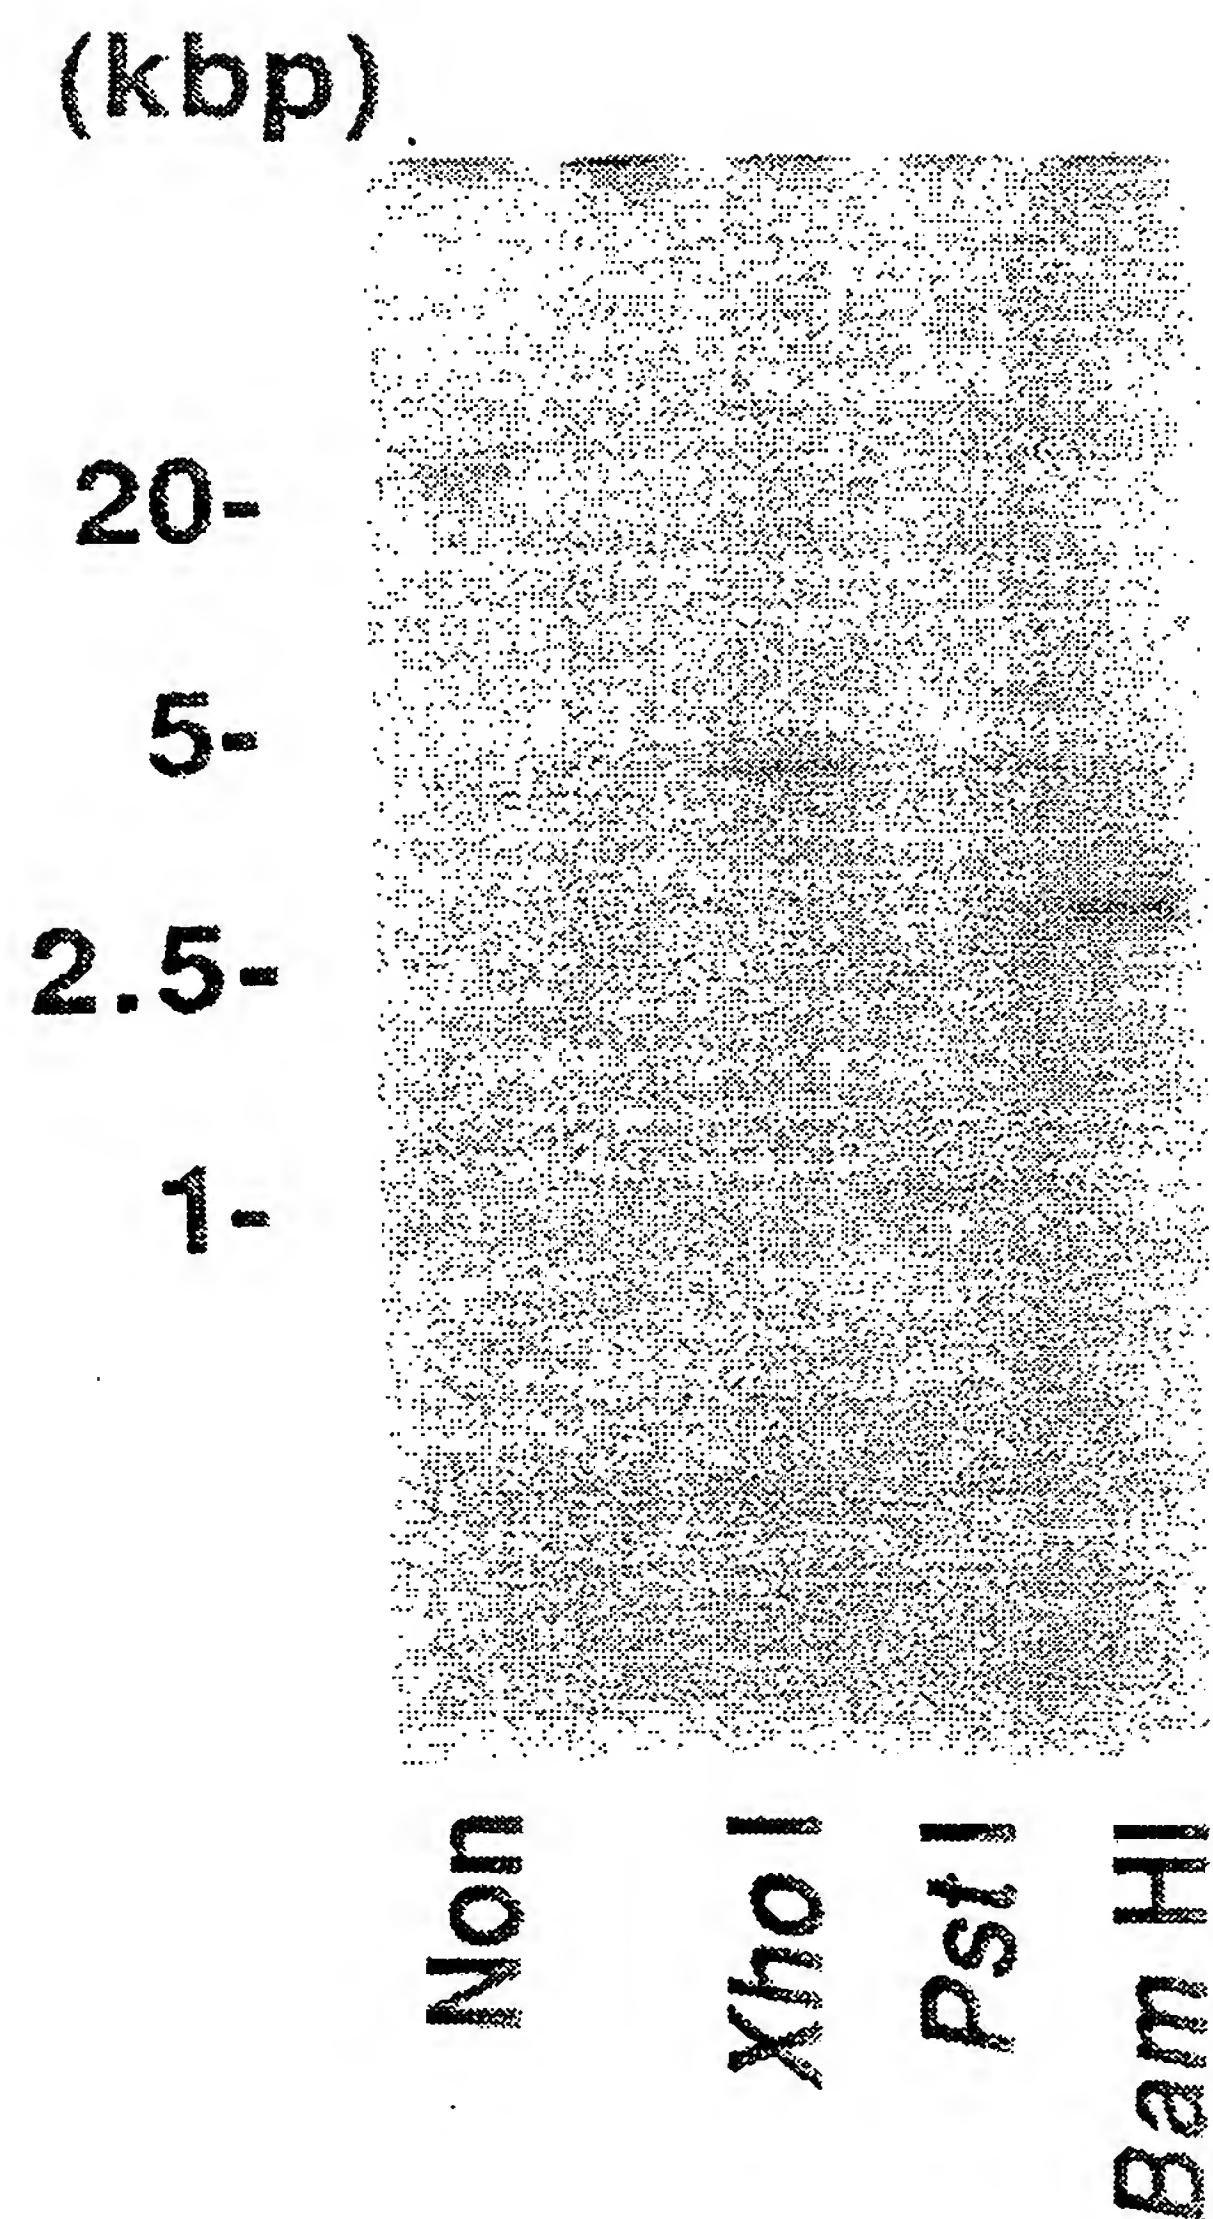 (kbp)
20-
5-
2.5-
1-
Non
Xho I
Pst I
Bam HI